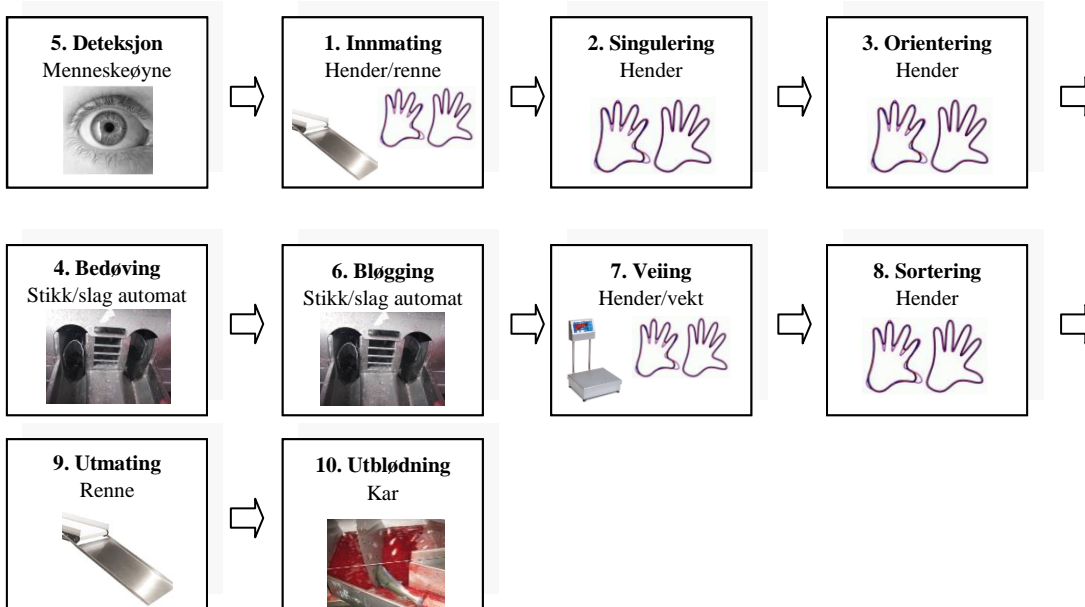 5. Deteksjon
Menneskeøyne
1. Innmating
Hender/renne
2. Singulering
Hender
3. Orientering
Hender
4. Bedøving
Stikk/slag automat
6. Bløgging
Stikk/slag automat
7. Veiing
Hender/vekt
8. Sortering
Hender
9. Utmating
Renne
10. Utblødning
Kar